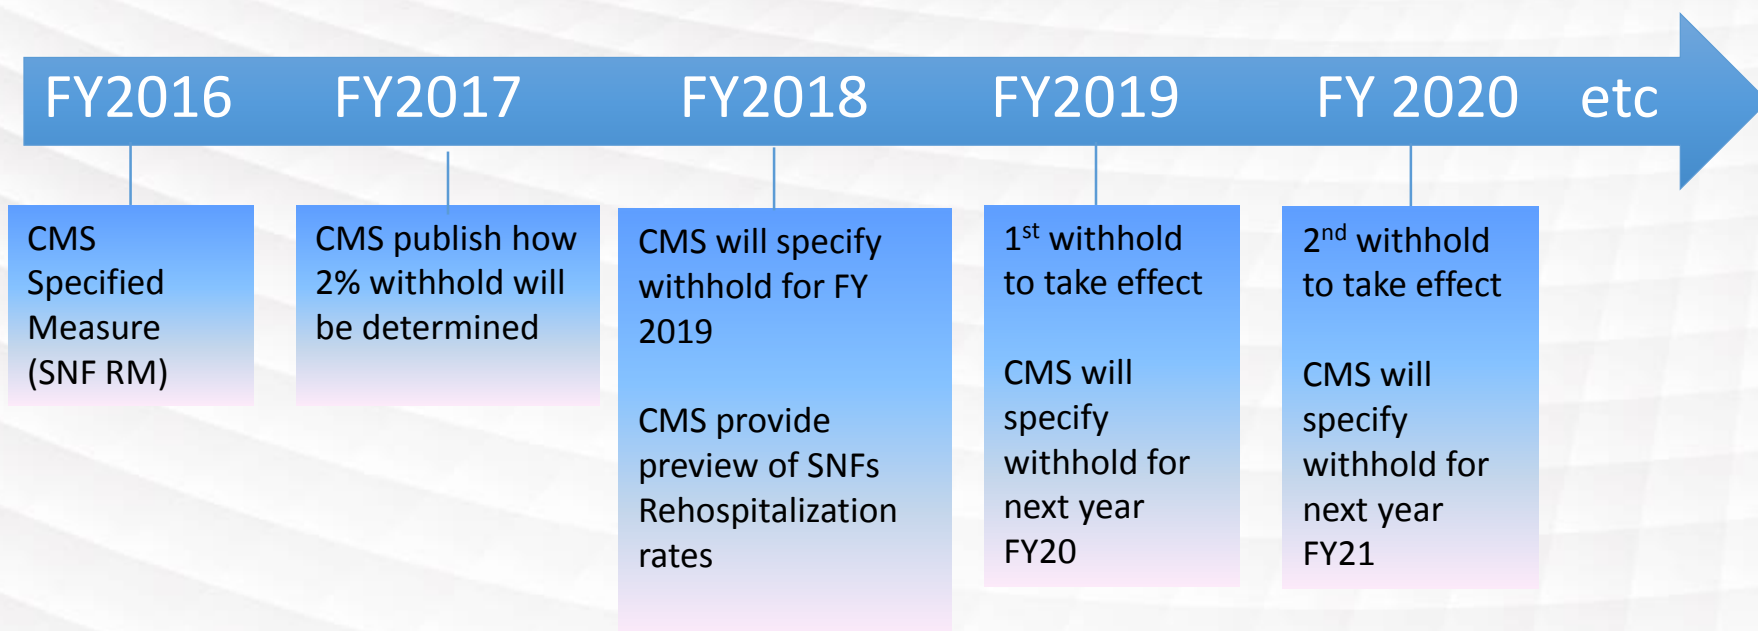 FY2016 FY2017 FY2018 FY2019 FY 2020 etc
CMS
Specified
Measure
(SNF RM)
CMS publish how
2% withhold will
be determined
CMS will specify
withhold for FY
2019
CMS provide
preview of SNFs
Rehospitalization
rates
1st withhold
to take effect
CMS will
specify
withhold for
next year
FY20
2nd withhold
to take effect
CMS will
specify
withhold for
next year
FY21